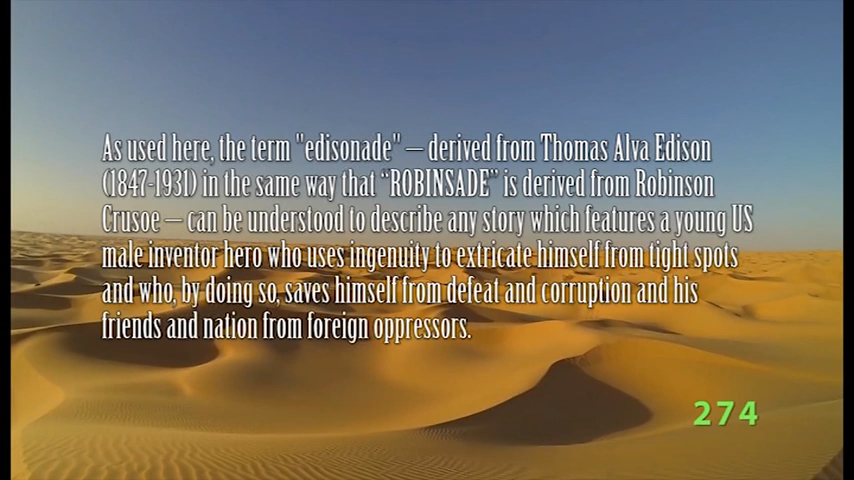 As used here, the term "edisonade" – derived from Thomas Alva Edison
(1847-1931) in the same way that “ROBINSADE” is derived from Robinson
Crusoe – can be understood to describe any story which features a young US
male inventor hero who uses ingenuity to extricate himself from tight spots
and who, by doing so, saves himself from defeat and corruption and his
friends and nation from foreign oppressors.
274